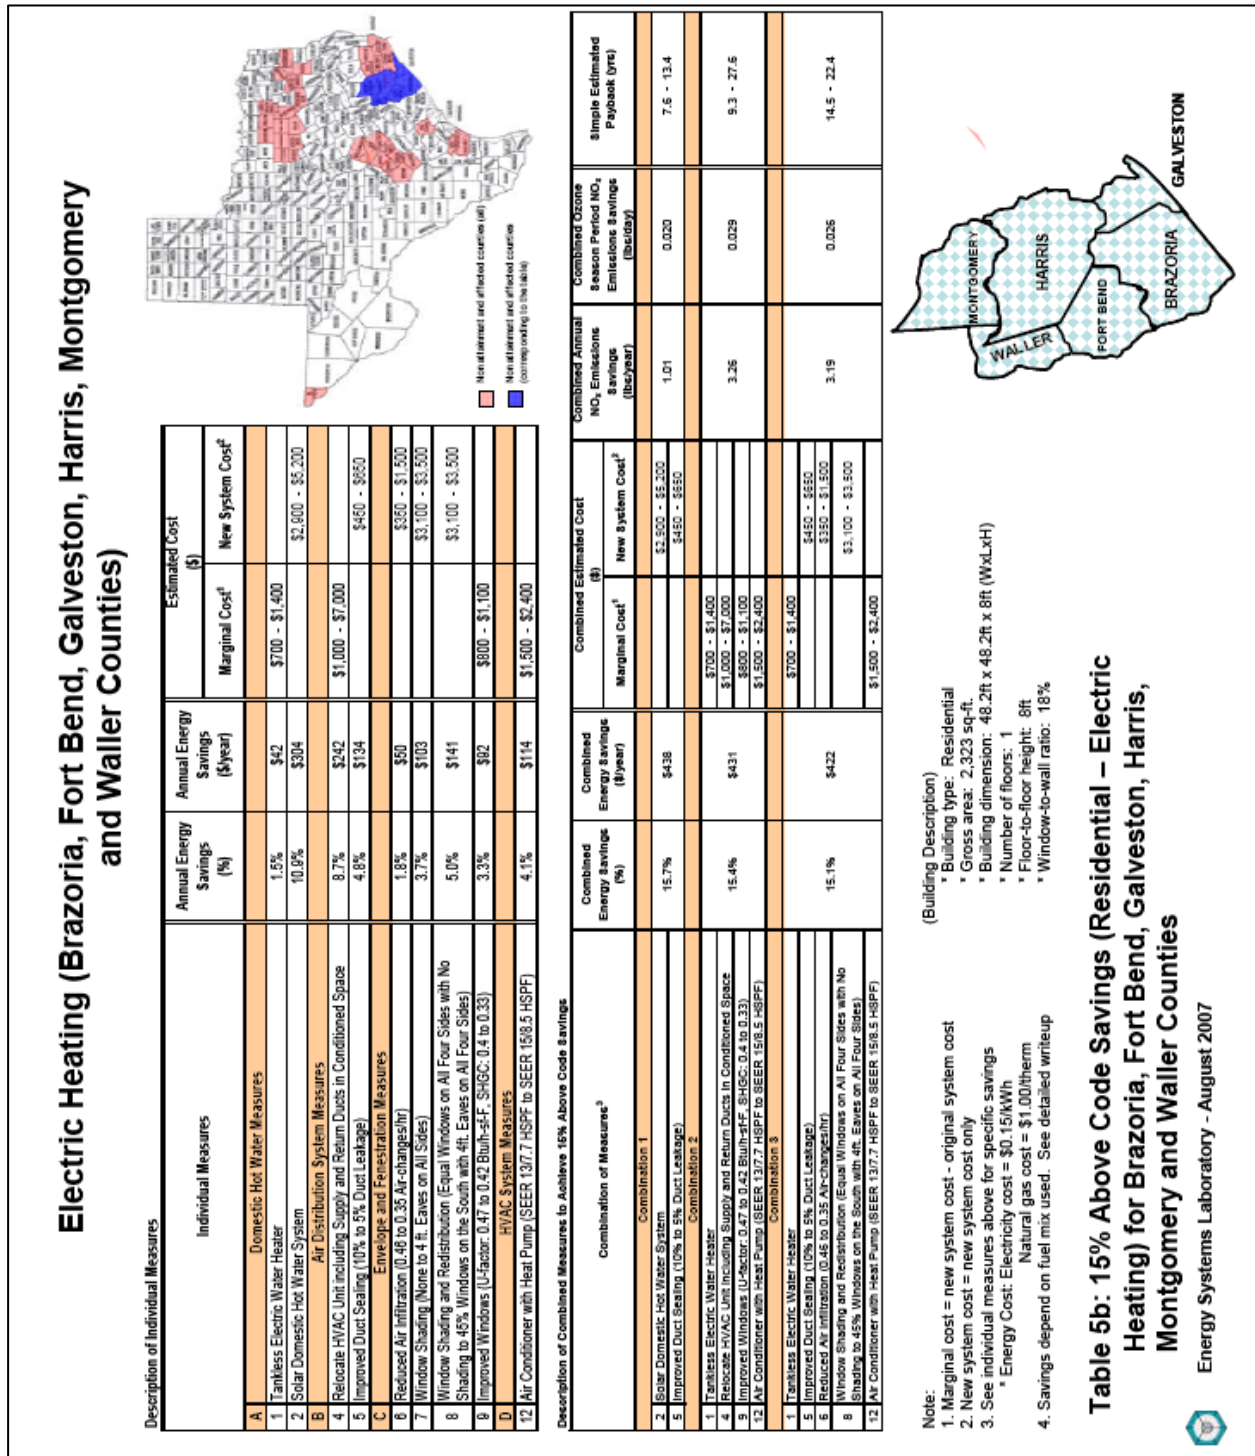 Electric Heating (Brazoria, Fort Bend, Galveston, Harris, Montgomery
and Waller Counties)
Description of Individual Measures
Individual Measures
Annual Energy Savings (%)
Annual Energy Savings ($/year)
Estimated Cost ($)
Marginal Cost¹
New System Cost²
A Domestic Hot Water Measures
1 Tankless Electric Water Heater 1.5% $42 $700 - $1,400
2 Solar Domestic Hot Water System 10.9% $304 $2,900 - $5,200
B Air Distribution System Measures
4 Relocate HVAC Unit including Supply and Return Ducts in Conditioned Space 8.7% $242 $1,000 - $7,000
5 Improved Duct Sealing (10% to 5% Duct Leakage) 4.8% $134 $450 - $650
C Envelope and Fenestration Measures
6 Reduced Air Infiltration (0.46 to 0.35 Air-changes/hr) 1.8% $50 $350 - $1,500
7 Window Shading (None to 4 ft. Eaves on All Sides) 3.7% $103 $3,100 - $3,500
8 Window Shading and Redistribution (Equal Windows on All Four Sides with No
Shading to 45% Windows on the South with 4ft. Eaves on All Four Sides) 5.0% $141 $3,100 - $3,500
9 Improved Windows (U-factor: 0.47 to 0.42 Btu/h-sf-F, SHGC: 0.4 to 0.33) 3.3% $92 $800 - $1,100
D HVAC System Measures
12 Air Conditioner with Heat Pump (SEER 13/7.7 HSPF to SEER 15/8.5 HSPF) 4.1% $114 $1,500 - $2,400
Nonattainment and affected counties (all)
Nonattainment and affected counties
(corresponding to the table)
Description of Combined Measures to Achieve 15% Above Code Savings
Combination of Measures³
Combined Energy Savings (%)
Combined Energy Savings ($/year)
Combined Estimated Cost ($)
Marginal Cost¹
New System Cost²
Combined Annual NOx Emissions Savings (lbs/year)
Combined Ozone Season Period NOx Emissions Savings (lbs/day)
Simple Estimated Payback (yrs)
Combination 1
2 Solar Domestic Hot Water System $2,900 - $5,200
5 Improved Duct Sealing (10% to 5% Duct Leakage) $450 - $650
15.7% $438 1.01 0.020 7.6 - 13.4
Combination 2
1 Tankless Electric Water Heater $700 - $1,400
4 Relocate HVAC Unit Including Supply and Return Ducts in Conditioned Space $1,000 - $7,000
9 Improved Windows (U-factor: 0.47 to 0.42 Btu/h-sf-F, SHGC: 0.4 to 0.33) $800 - $1,100
12 Air Conditioner with Heat Pump (SEER 13/7.7 HSPF to SEER 15/8.5 HSPF) $1,500 - $2,400
15.4% $431 3.26 0.029 9.3 - 27.6
Combination 3
1 Tankless Electric Water Heater $700 - $1,400
5 Improved Duct Sealing (10% to 5% Duct Leakage) $450 - $650
6 Reduced Air Infiltration (0.46 to 0.35 Air-changes/hr) $350 - $1,500
8 Window Shading and Redistribution (Equal Windows on All Four Sides with No
Shading to 45% Windows on the South with 4ft. Eaves on All Four Sides) $3,100 - $3,500
12 Air Conditioner with Heat Pump (SEER 13/7.7 HSPF to SEER 15/8.5 HSPF) $1,500 - $2,400
15.1% $422 3.19 0.026 14.5 - 22.4
Note:
1. Marginal cost = new system cost - original system cost
2. New system cost = new system cost only
3. See individual measures above for specific savings
* Energy Cost: Electricity cost = $0.15/kWh
Natural gas cost = $1.00/therm
4. Savings depend on fuel mix used. See detailed writeup
(Building Description)
* Building type: Residential
* Gross area: 2,323 sq-ft.
* Building dimension: 48.2ft x 48.2ft x 8ft (WxLxH)
* Number of floors: 1
* Floor-to-floor height: 8ft
* Window-to-wall ratio: 18%
MONTGOMERY
WALLER
HARRIS
FORT BEND
BRAZORIA
GALVESTON
Table 5b: 15% Above Code Savings (Residential – Electric
Heating) for Brazoria, Fort Bend, Galveston, Harris,
Montgomery and Waller Counties
Energy Systems Laboratory - August 2007